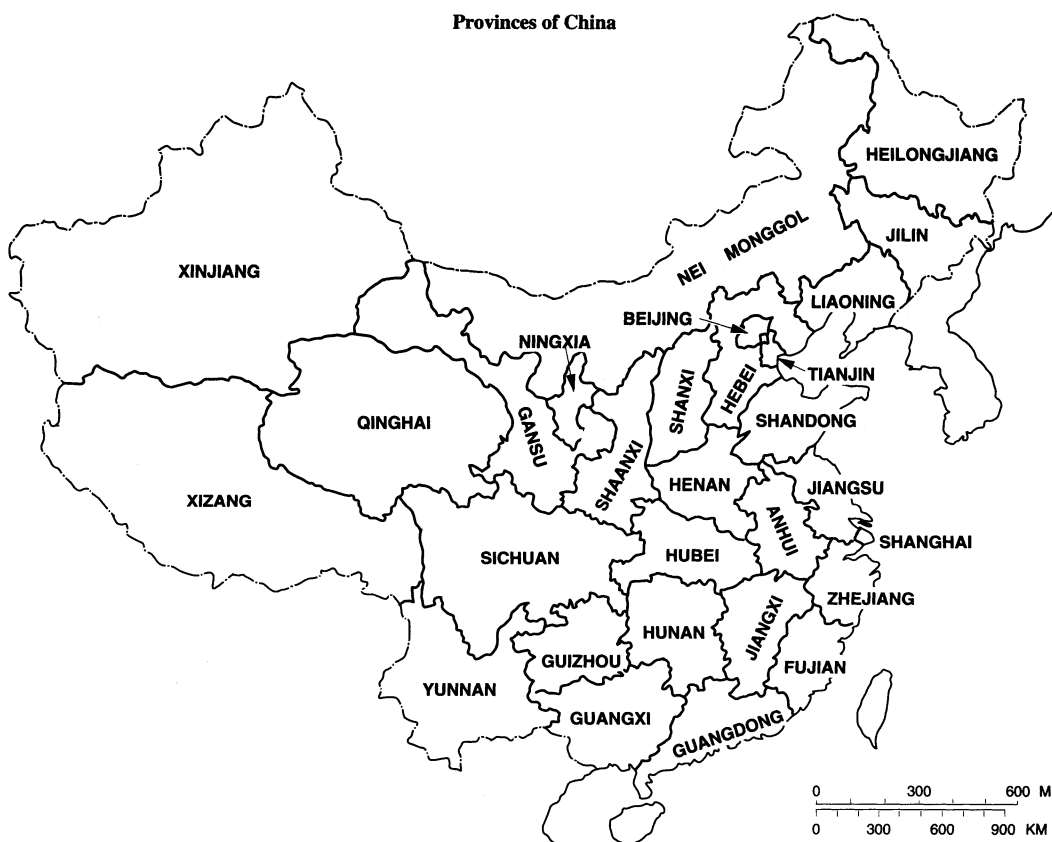 Provinces of China
HEILONGJIANG
JILIN
NEI MONGGOL
XINJIANG
LIAONING
BEIJING
NINGXIA
TIANJIN
HEBEI
SHANXI
QINGHAI
GANSU
SHANDONG
SHAANXI
HENAN
JIANGSU
XIZANG
ANHUI
SHANGHAI
SICHUAN
HUBEI
ZHEJIANG
HUNAN
JIANGXI
GUIZHOU
FUJIAN
YUNNAN
GUANGXI
GUANGDONG
0 300 600 M
0 300 600 900 KM